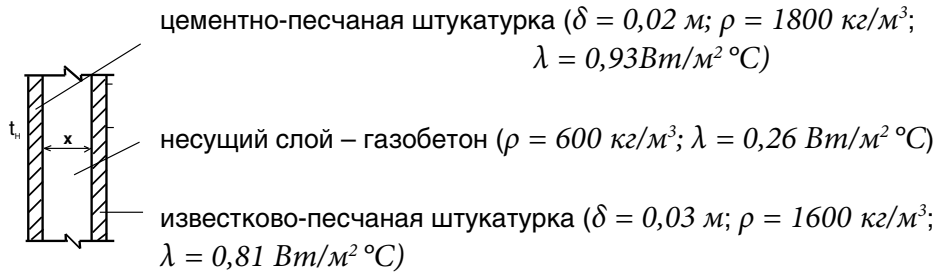 цементно-песчаная штукатурка (δ = 0,02 м; ρ = 1800 кг/м³;
λ = 0,93Вт/м² °С)
tн
x
несущий слой – газобетон (ρ = 600 кг/м³; λ = 0,26 Вт/м² °С)
известково-песчаная штукатурка (δ = 0,03 м; ρ = 1600 кг/м³;
λ = 0,81 Вт/м² °С)